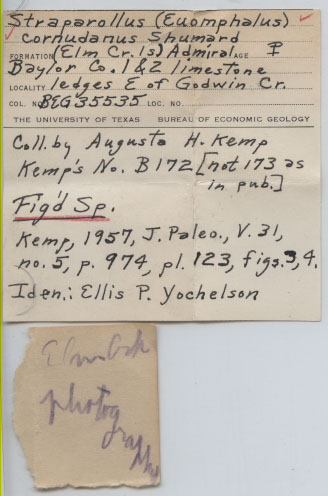 Straparollus (Euomphalus)
cornudanus Shumard
FORMATION (Elm Cr. ls) Admiral AGE P
Baylor Co. 1&2 limestone
LOCALITY ledges E of Godwin Cr.
COL. NO. BEG35535 LOC. NO.
THE UNIVERSITY OF TEXAS BUREAU OF ECONOMIC GEOLOGY
Coll. by Augusta H. Kemp
Kemp's No. B172 [not 173 as
in pub.]
Fig'd Sp.
Kemp, 1957, J. Paleo., V. 31,
no. 5, p. 974, pl. 123, figs. 3, 4.
Iden.: Ellis P. Yochelson
Elm Crk
photog
graphed